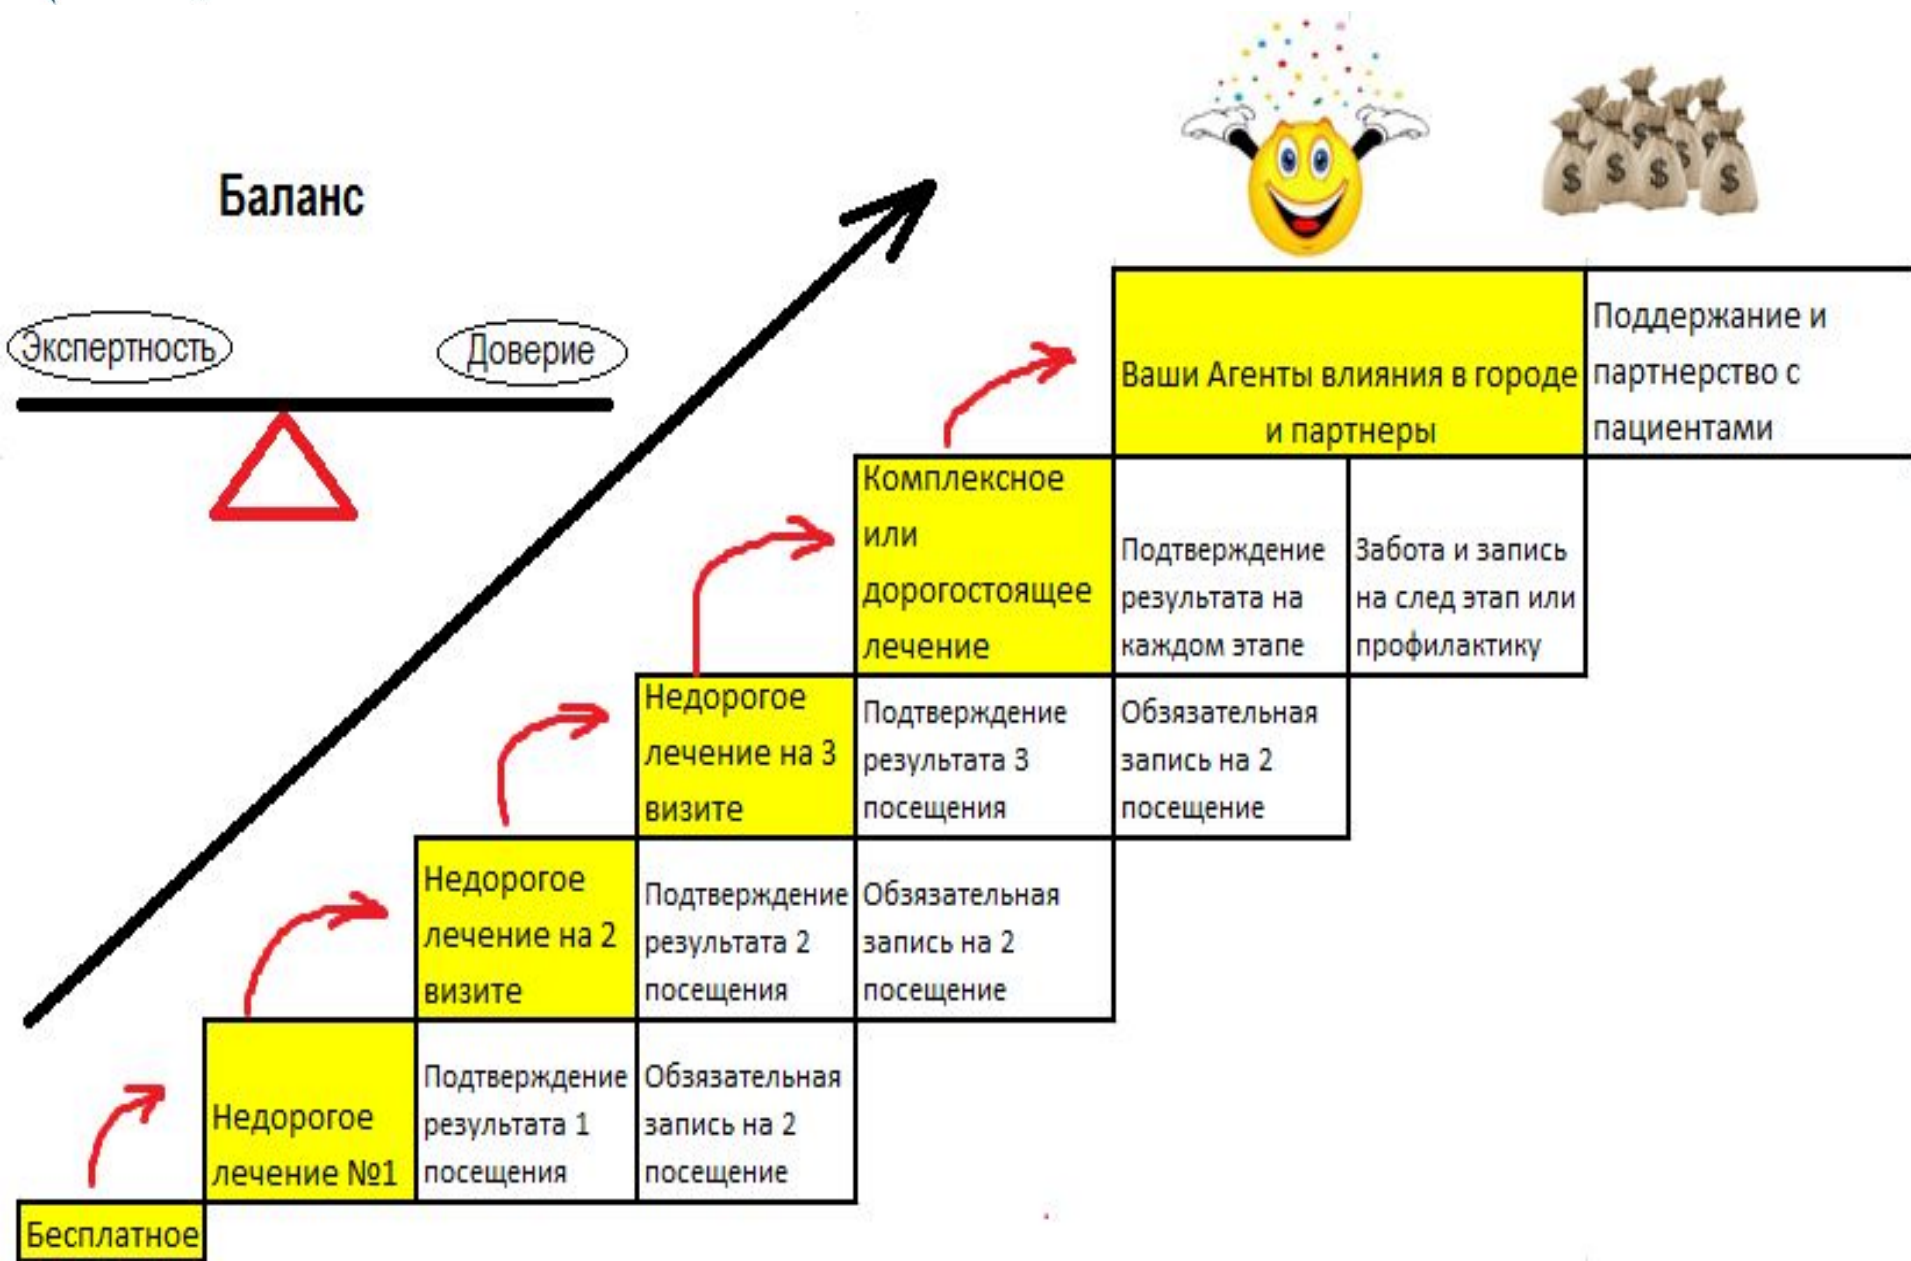 Баланс
Экспертность
Доверие
Ваши Агенты влияния в городе
и партнеры
Поддержание и
партнерство с
пациентами
Комплексное
или
дорогостоящее
лечение
Подтверждение
результата на
каждом этапе
Забота и запись
на след этап или
профилактику
Недорогое
лечение на 3
визите
Подтверждение
результата 3
посещения
Обзязательная
запись на 2
посещение
Недорогое
лечение на 2
визите
Подтверждение
результата 2
посещения
Обзязательная
запись на 2
посещение
Недорогое
лечение №1
Подтверждение
результата 1
посещения
Обзязательная
запись на 2
посещение
Бесплатное